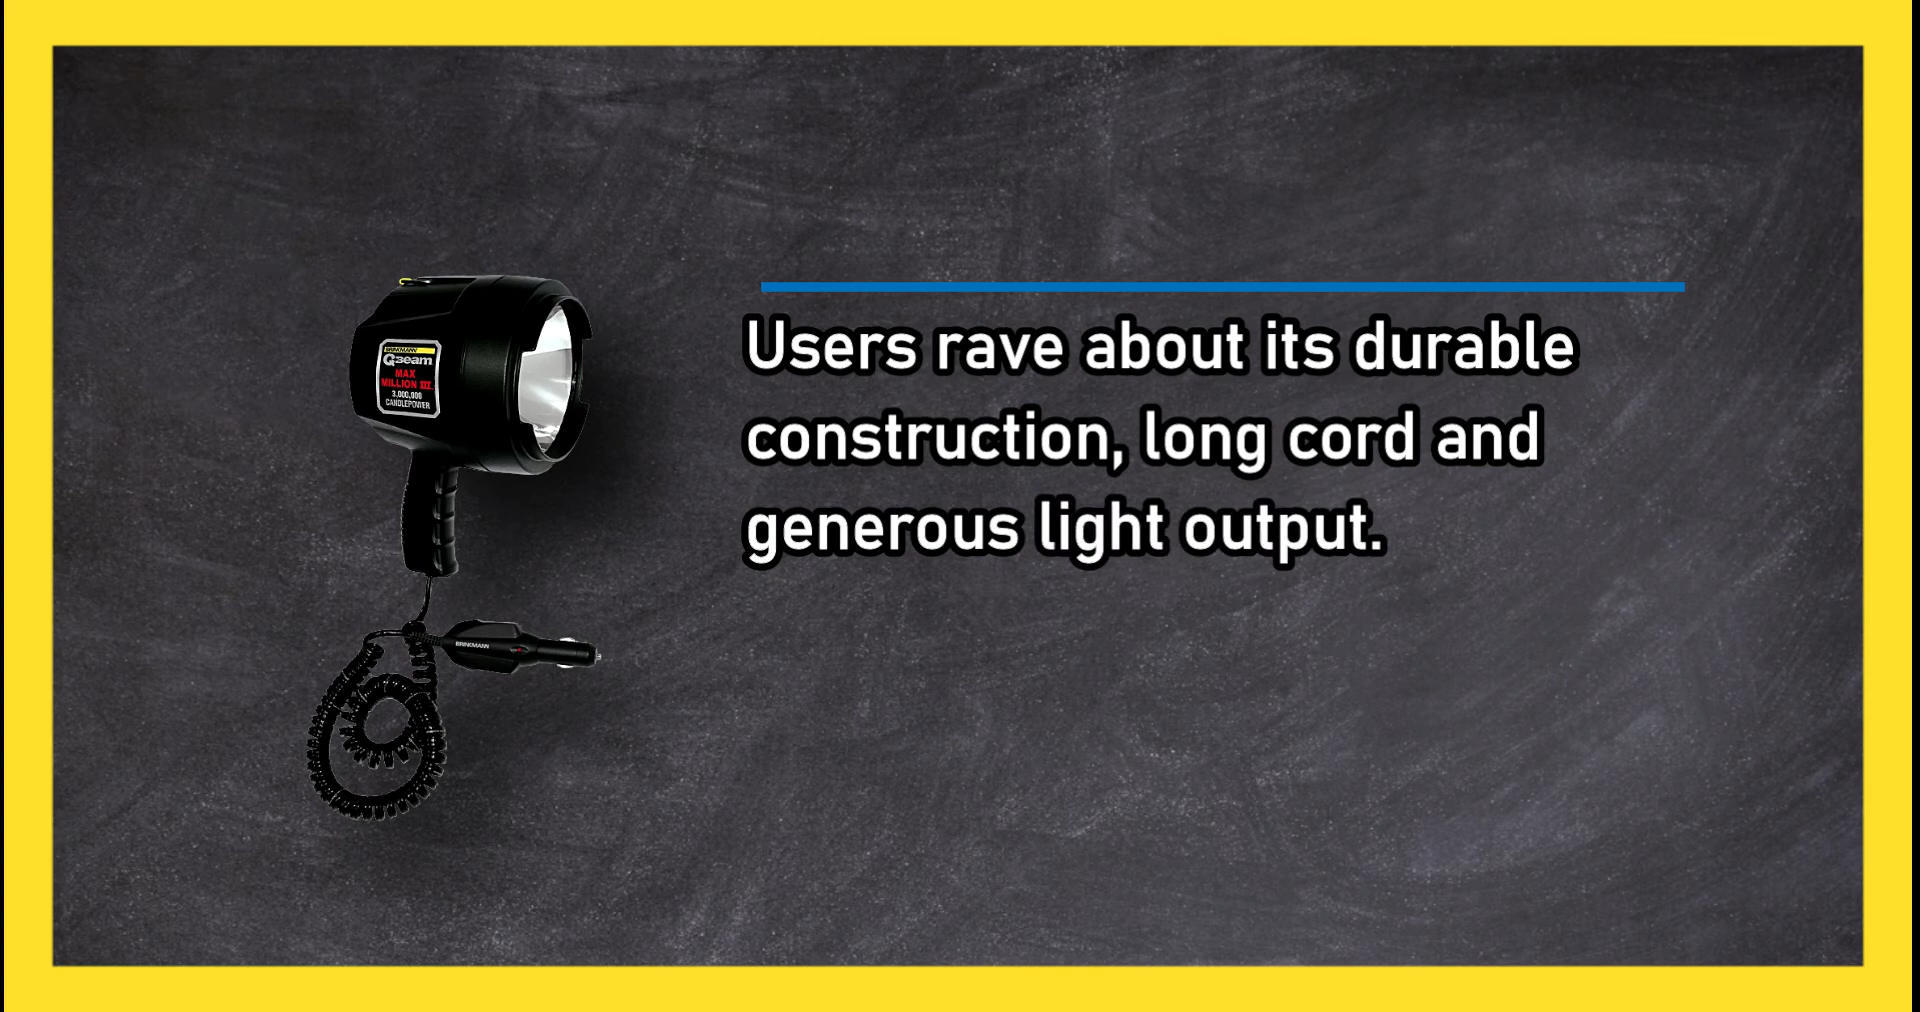 BRINKMANN
QBeam
MAX
MILLION III
3,000,000
CANDLEPOWER
BRINKMANN
Users rave about its durable
construction, long cord and
generous light output.